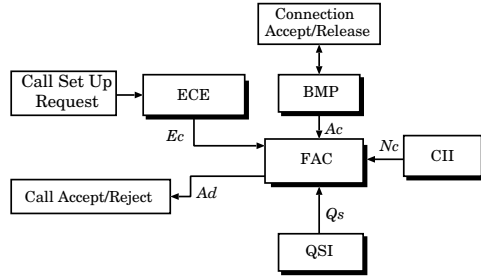 Connection
Accept/Release
Call Set Up
Request
ECE
BMP
Ec
Ac
FAC
Nc
CII
Call Accept/Reject
Ad
Qs
QSI